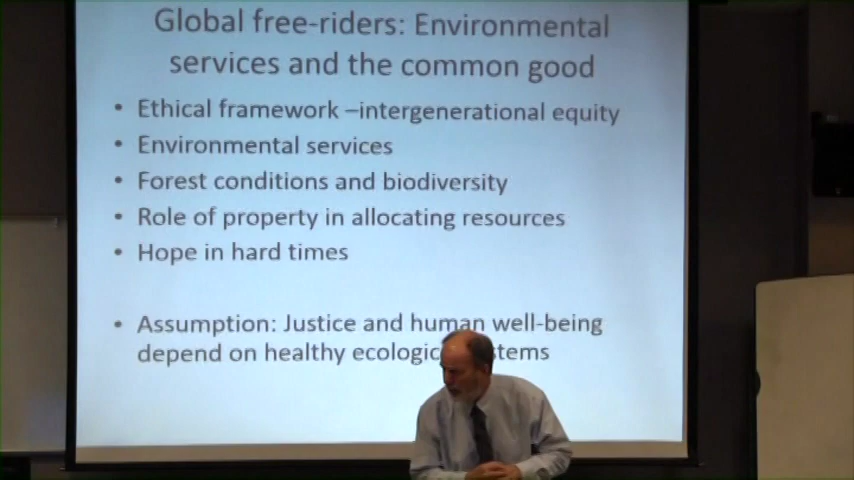 Global free-riders: Environmental
services and the common good
• Ethical framework –intergenerational equity
• Environmental services
• Forest conditions and biodiversity
• Role of property in allocating resources
• Hope in hard times
• Assumption: Justice and human well-being
depend on healthy ecologic stems